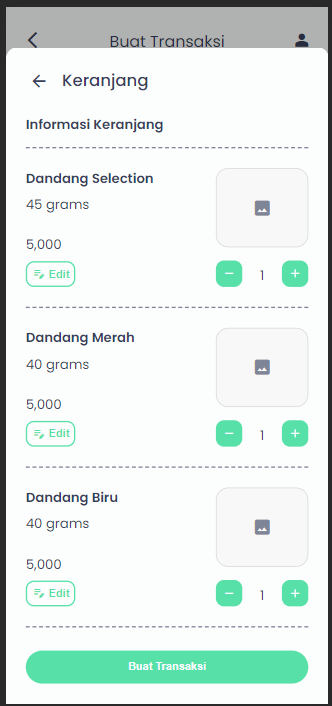 Buat Transaksi
Keranjang
Informasi Keranjang
Dandang Selection
45 grams
5,000
Edit
1
Dandang Merah
40 grams
5,000
Edit
1
Dandang Biru
40 grams
5,000
Edit
1
Buat Transaksi